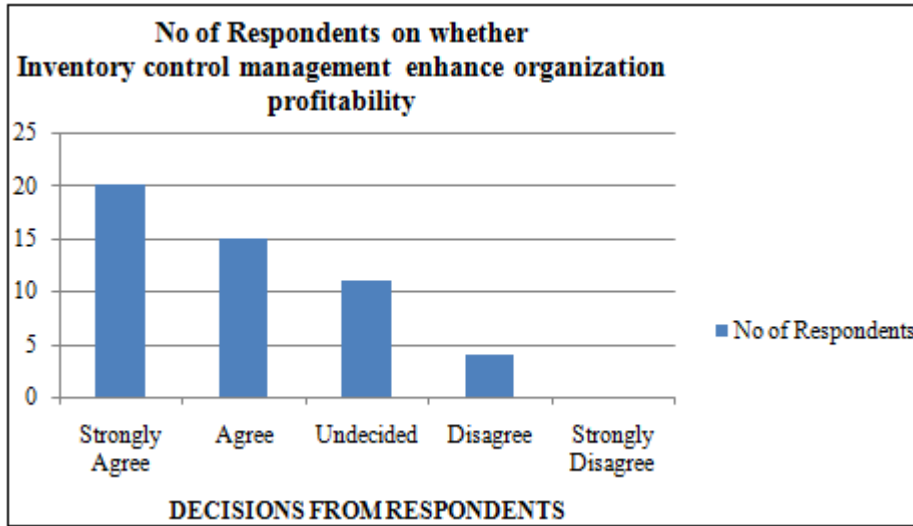 No of Respondents on whether
Inventory control management enhance organization
profitability
25
20
15
10
5
0
Strongly Agree
Agree
Undecided
Disagree
Strongly Disagree
No of Respondents
DECISIONS FROM RESPONDENTS